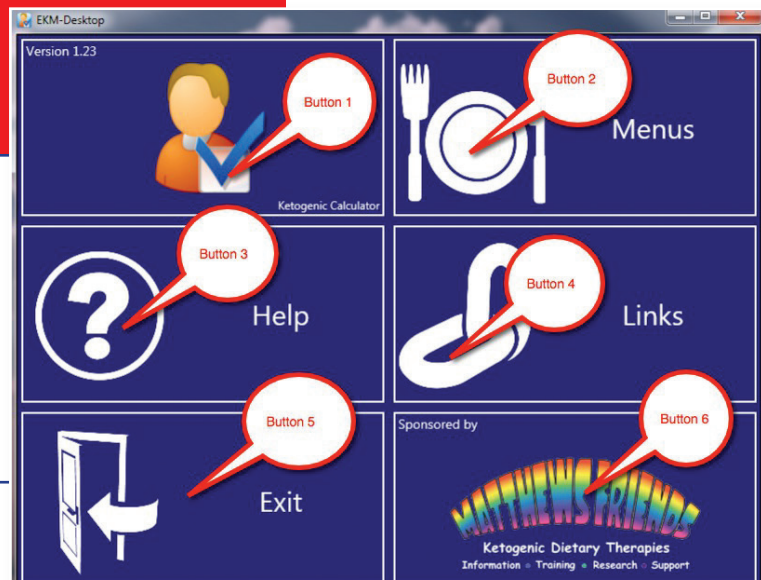 EKM-Desktop
Version 1.23
Button 1
Ketogenic Calculator
Button 2
Menus
Button 3
Help
Button 4
Links
Button 5
Exit
Sponsored by
Button 6
MATTHEWS FRIENDS
Ketogenic Dietary Therapies
Information Training Research Support